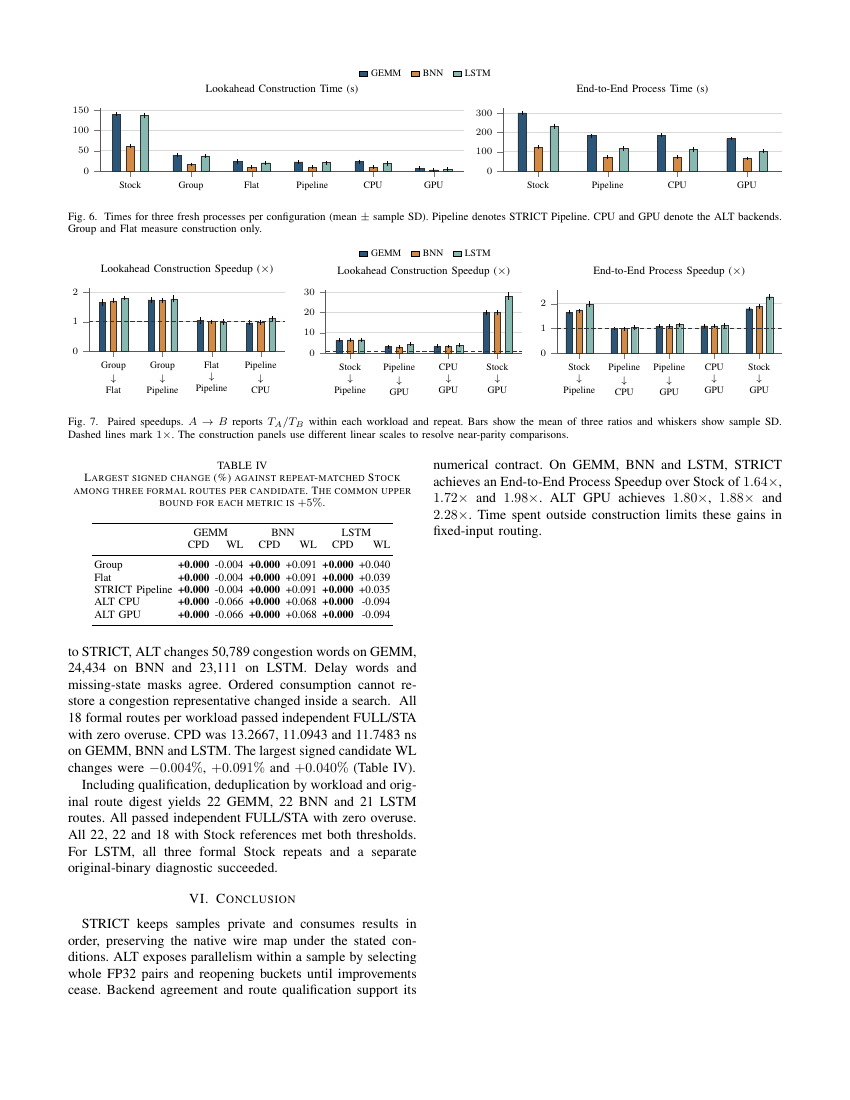 GEMM BNN LSTM
Lookahead Construction Time (s)
150
100
50
0
Stock Group Flat Pipeline CPU GPU
End-to-End Process Time (s)
300
200
100
0
Stock Pipeline CPU GPU
Fig. 6. Times for three fresh processes per configuration (mean ± sample SD). Pipeline denotes STRICT Pipeline. CPU and GPU denote the ALT backends.
Group and Flat measure construction only.
GEMM BNN LSTM
Lookahead Construction Speedup (×)
2
1
0
Group ↓ Flat
Group ↓ Pipeline
Flat ↓ Pipeline
Pipeline ↓ CPU
Lookahead Construction Speedup (×)
30
20
10
0
Stock ↓ Pipeline
Pipeline ↓ GPU
CPU ↓ GPU
Stock ↓ GPU
End-to-End Process Speedup (×)
2
1
0
Stock ↓ Pipeline
Pipeline ↓ CPU
Pipeline ↓ GPU
CPU ↓ GPU
Stock ↓ GPU
Fig. 7. Paired speedups. A → B reports T_A/T_B within each workload and repeat. Bars show the mean of three ratios and whiskers show sample SD.
Dashed lines mark 1×. The construction panels use different linear scales to resolve near-parity comparisons.
TABLE IV
LARGEST SIGNED CHANGE (%) AGAINST REPEAT-MATCHED STOCK
AMONG THREE FORMAL ROUTES PER CANDIDATE. THE COMMON UPPER
BOUND FOR EACH METRIC IS +5%.
GEMM BNN LSTM
CPD WL CPD WL CPD WL
Group +0.000 -0.004 +0.000 +0.091 +0.000 +0.040
Flat +0.000 -0.004 +0.000 +0.091 +0.000 +0.039
STRICT Pipeline +0.000 -0.004 +0.000 +0.091 +0.000 +0.035
ALT CPU +0.000 -0.066 +0.000 +0.068 +0.000 -0.094
ALT GPU +0.000 -0.066 +0.000 +0.068 +0.000 -0.094
to STRICT, ALT changes 50,789 congestion words on GEMM,
24,434 on BNN and 23,111 on LSTM. Delay words and
missing-state masks agree. Ordered consumption cannot re-
store a congestion representative changed inside a search. All
18 formal routes per workload passed independent FULL/STA
with zero overuse. CPD was 13.2667, 11.0943 and 11.7483 ns
on GEMM, BNN and LSTM. The largest signed candidate WL
changes were −0.004%, +0.091% and +0.040% (Table IV).
Including qualification, deduplication by workload and orig-
inal route digest yields 22 GEMM, 22 BNN and 21 LSTM
routes. All passed independent FULL/STA with zero overuse.
All 22, 22 and 18 with Stock references met both thresholds.
For LSTM, all three formal Stock repeats and a separate
original-binary diagnostic succeeded.
VI. CONCLUSION
STRICT keeps samples private and consumes results in
order, preserving the native wire map under the stated con-
ditions. ALT exposes parallelism within a sample by selecting
whole FP32 pairs and reopening buckets until improvements
cease. Backend agreement and route qualification support its
numerical contract. On GEMM, BNN and LSTM, STRICT
achieves an End-to-End Process Speedup over Stock of 1.64×,
1.72× and 1.98×. ALT GPU achieves 1.80×, 1.88× and
2.28×. Time spent outside construction limits these gains in
fixed-input routing.